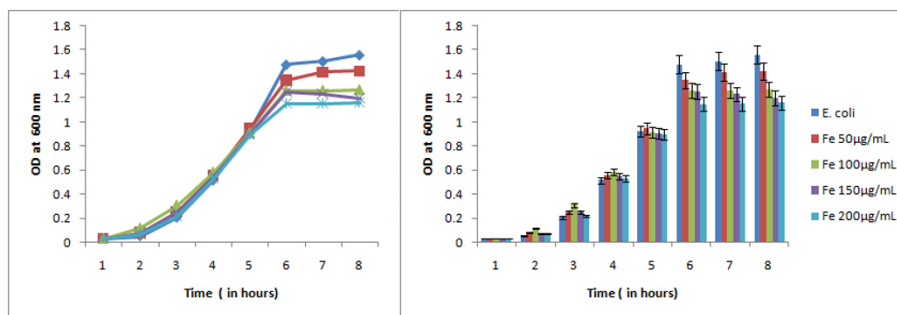 1.8
1.6
1.4
1.2
1
0.8
0.6
0.4
0.2
0
OD at 600 nm
1 2 3 4 5 6 7 8
Time ( in hours)
1.8
1.6
1.4
1.2
1
0.8
0.6
0.4
0.2
0
OD at 600 nm
1 2 3 4 5 6 7 8
Time ( in hours)
E. coli
Fe 50µg/mL
Fe 100µg/mL
Fe 150µg/mL
Fe 200µg/mL